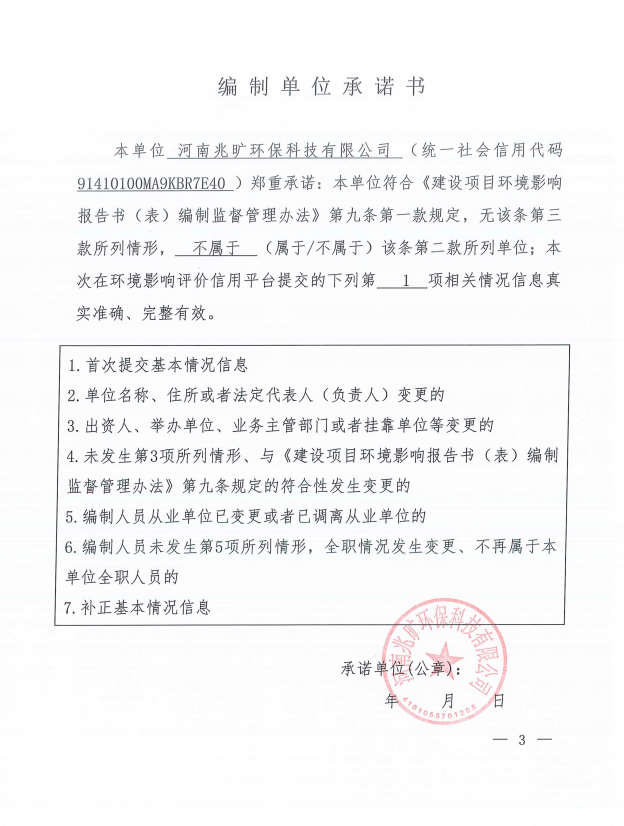 编制单位承诺书
本单位 河南兆旷环保科技有限公司 （统一社会信用代码
91410100MA9KBR7E40 ）郑重承诺：本单位符合《建设项目环境影响
报告书（表）编制监督管理办法》第九条第一款规定，无该条第三
款所列情形， 不属于 （属于/不属于）该条第二款所列单位；本
次在环境影响评价信用平台提交的下列第 1 项相关情况信息真
实准确、完整有效。
1.首次提交基本情况信息
2.单位名称、住所或者法定代表人（负责人）变更的
3.出资人、举办单位、业务主管部门或者挂靠单位等变更的
4.未发生第3项所列情形、与《建设项目环境影响报告书（表）编制
监督管理办法》第九条规定的符合性发生变更的
5.编制人员从业单位已变更或者已调离从业单位的
6.编制人员未发生第5项所列情形，全职情况发生变更、不再属于本
单位全职人员的
7.补正基本情况信息
河南兆旷环保科技有限公司
承诺单位(公章)：
年 月 日
4101055701255
— 3 —